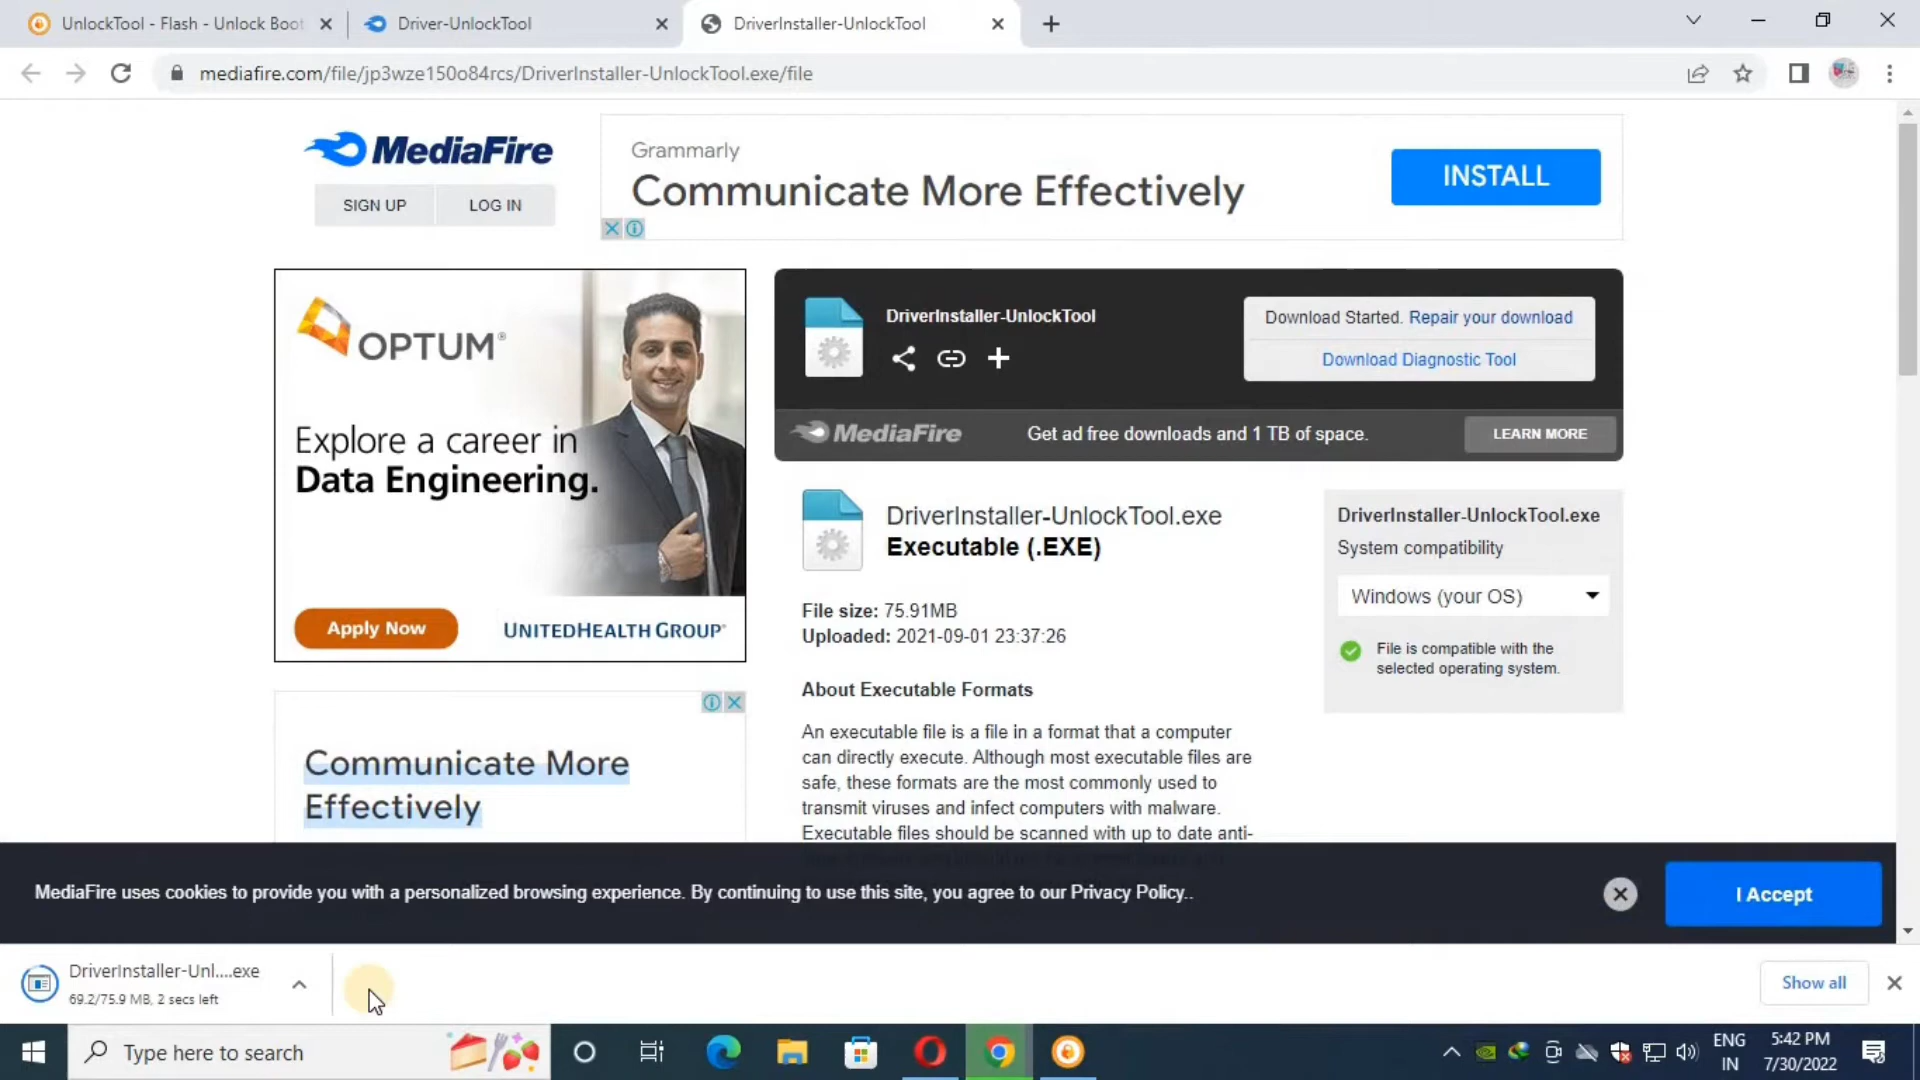 UnlockTool - Flash - Unlock Boot
Driver-UnlockTool
DriverInstaller-UnlockTool
mediafire.com/file/jp3wze150o84rcs/DriverInstaller-UnlockTool.exe/file
MediaFire
SIGN UP
LOG IN
Grammarly
Communicate More Effectively
INSTALL
OPTUM®
Explore a career in
Data Engineering.
Apply Now
UNITEDHEALTH GROUP®
DriverInstaller-UnlockTool
Download Started. Repair your download
Download Diagnostic Tool
MediaFire
Get ad free downloads and 1 TB of space.
LEARN MORE
DriverInstaller-UnlockTool.exe
Executable (.EXE)
File size: 75.91MB
Uploaded: 2021-09-01 23:37:26
About Executable Formats
An executable file is a file in a format that a computer
can directly execute. Although most executable files are
safe, these formats are the most commonly used to
transmit viruses and infect computers with malware.
Executable files should be scanned with up to date anti-
DriverInstaller-UnlockTool.exe
System compatibility
Windows (your OS)
File is compatible with the
selected operating system.
Communicate More
Effectively
MediaFire uses cookies to provide you with a personalized browsing experience. By continuing to use this site, you agree to our Privacy Policy..
I Accept
DriverInstaller-Unl....exe
69.2/75.9 MB, 2 secs left
Show all
Type here to search
ENG
IN
5:42 PM
7/30/2022